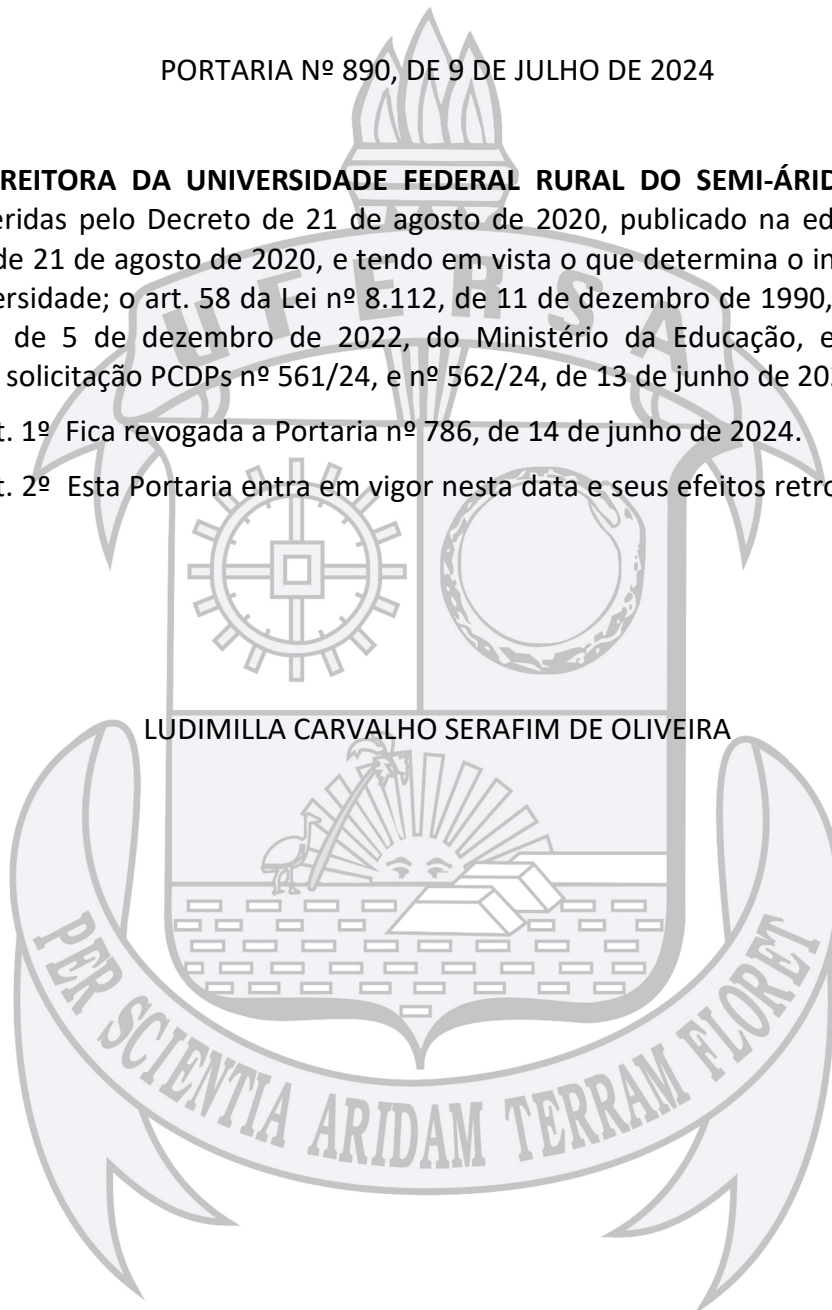 PORTARIA Nº 890, DE 9 DE JULHO DE 2024
REITORA DA UNIVERSIDADE FEDERAL RURAL DO SEMI-ÁRID
eridas pelo Decreto de 21 de agosto de 2020, publicado na ed
de 21 de agosto de 2020, e tendo em vista o que determina o in
ersidade; o art. 58 da Lei nº 8.112, de 11 de dezembro de 1990,
de 5 de dezembro de 2022, do Ministério da Educação, e
solicitação PCDPs nº 561/24, e nº 562/24, de 13 de junho de 20
t. 1º Fica revogada a Portaria nº 786, de 14 de junho de 2024.
t. 2º Esta Portaria entra em vigor nesta data e seus efeitos retro
UFERSA
LUDIMILLA CARVALHO SERAFIM DE OLIVEIRA
PER SCIENTIA ARIDAM TERRAM FLORET